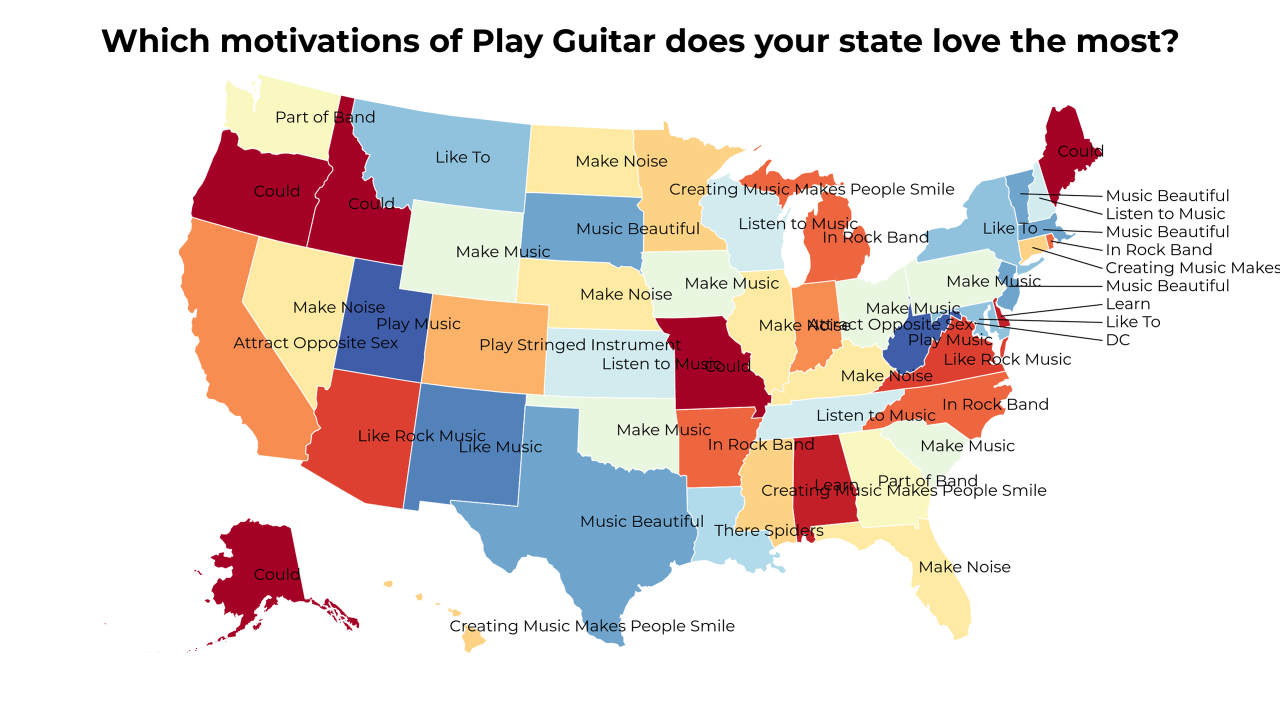 Which motivations of Play Guitar does your state love the most?
Part of Band
Could
Like To
Make Noise
Could
Could
Creating Music Makes People Smile
Music Beautiful
Listen to Music
Music Beautiful
Listen to Music
In Rock Band
Like To
Music Beautiful
In Rock Band
Make Music
Creating Music Makes
Make Music
Make Music
Music Beautiful
Make Noise
Make Noise
Make Music
Learn
Play Music
Make Noise
Attract Opposite Sex
Like To
Attract Opposite Sex
Play Stringed Instrument
Play Music
DC
Listen to Music
Could
Like Rock Music
Make Noise
In Rock Band
Listen to Music
Make Music
Like Rock Music
Like Music
In Rock Band
Make Music
Learn
Part of Band
Creating Music Makes People Smile
Music Beautiful
There Spiders
Make Noise
Could
Creating Music Makes People Smile